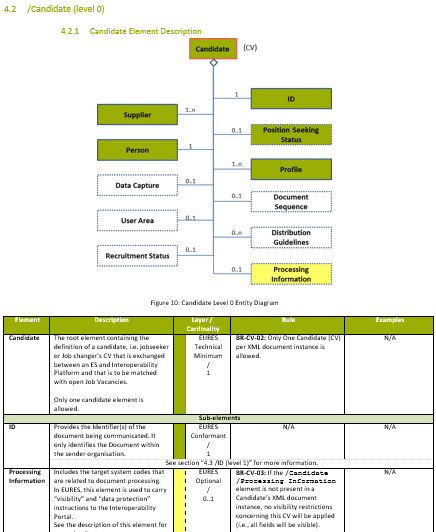 4.2 /Candidate (level 0)
4.2.1 Candidate Element Description
Candidate (CV)
1
ID
1..n
Supplier
0..1
Position Seeking
Status
1
Person
1..n
Profile
0..1
Data Capture
0..1
Document
Sequence
0..1
User Area
0..n
Distribution
Guidelines
0..1
Recruitment Status
0..1
Processing
Information
Figure 10: Candidate Level 0 Entity Diagram
Element Description Layer / Rule Examples
Cardinality
Candidate The root element containing the EURES BR-CV-02: Only One Candidate (CV) N/A
definition of a candidate, i.e. jobseeker Technical per XML document instance is
or Job changer's CV that is exchanged Minimum allowed.
between an ES and Interoperability /
Platform and that is to be matched 1
with open Job Vacancies.
Only one candidate element is
allowed.
Sub-elements
ID Provides the Identifier(s) of the EURES N/A N/A
document being communicated. It Conformant
only identifies the Document within /
the sender organisation. 1
See section "4.3 /ID (level 1)" for more information.
Processing Includes the target system codes that EURES BR-CV-03: If the /Candidate N/A
Information are related to document processing. Optional /Processing Information
In EURES, this element is used to carry / element is not present in a
"visibility" and "data protection" 0..1 Candidate's XML document
instructions to the Interoperability instance, no visibility restrictions
Portal. concerning this CV will be applied
See the description of this element for (i.e., all fields will be visible).